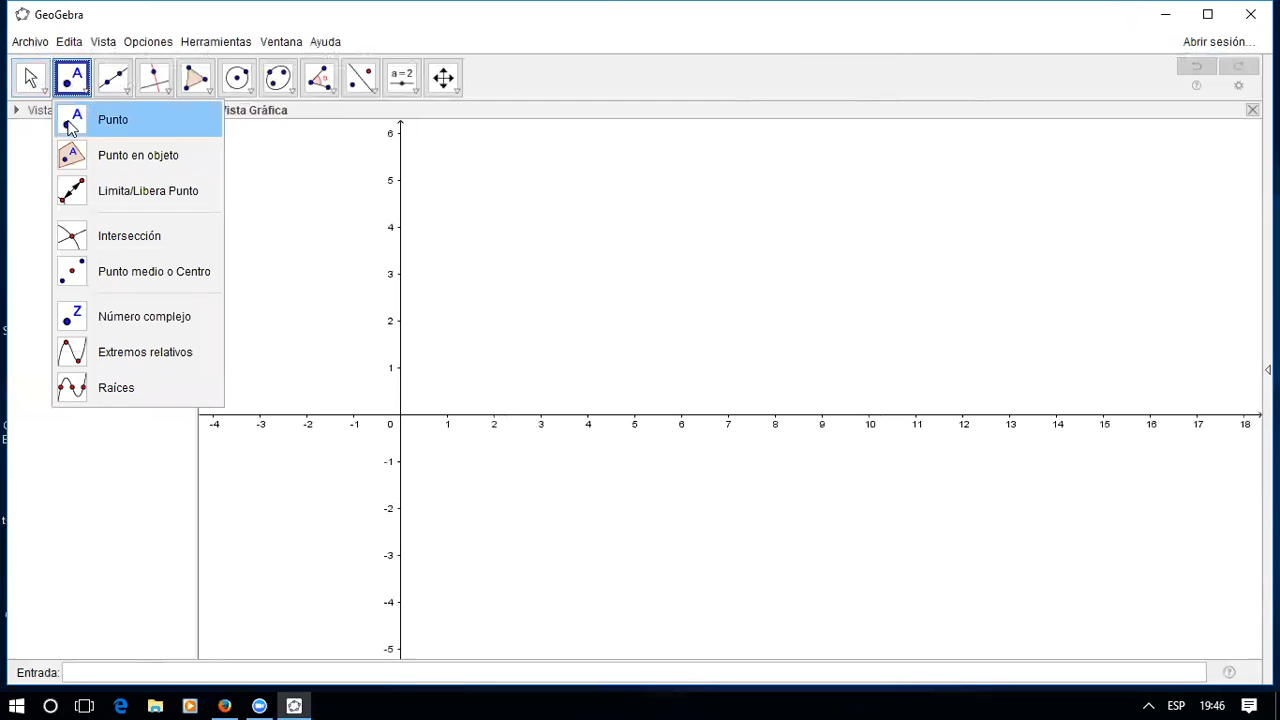 GeoGebra
Archivo Edita Vista Opciones Herramientas Ventana Ayuda
Abrir sesión...
A
a=2
Vista Gráfica
A Punto
A Punto en objeto
Limita/Libera Punto
Intersección
Punto medio o Centro
Z Número complejo
Extremos relativos
Raíces
6
5
4
3
2
1
-4 -3 -2 -1 0 1 2 3 4 5 6 7 8 9 10 11 12 13 14 15 16 17 18
-1
-2
-3
-4
-5
Entrada:
ESP 19:46